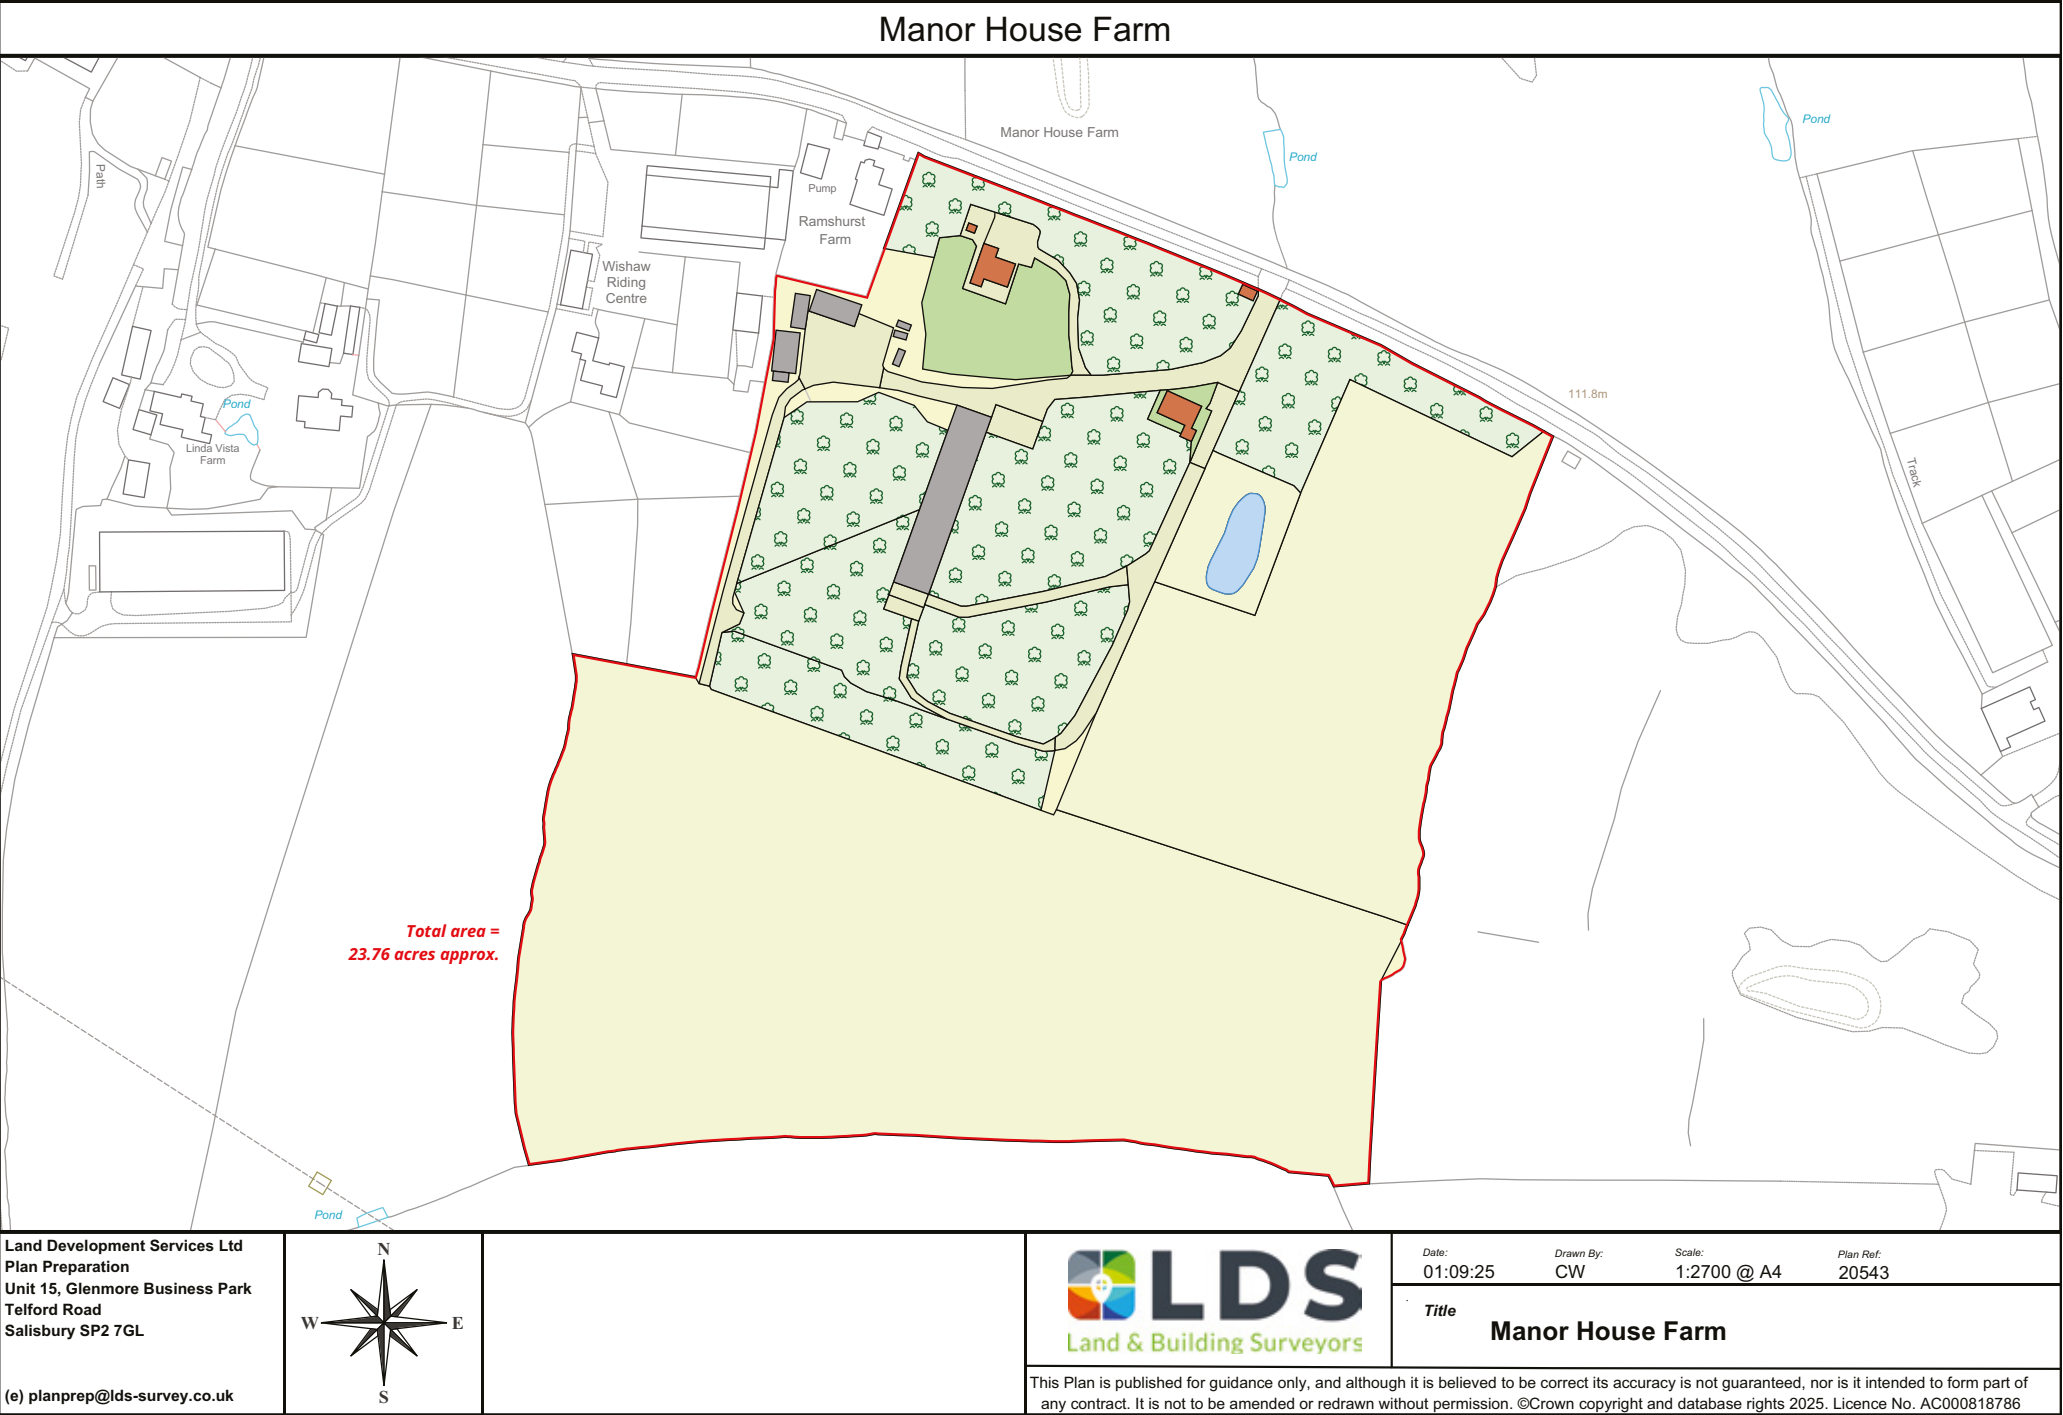 Manor House Farm
Manor House Farm
Pond
Pond
Path
Pump
Ramshurst
Farm
Wishaw
Riding
Centre
Pond
Linda Vista
Farm
111.8m
Track
Total area =
23.76 acres approx.
Pond
Land Development Services Ltd
Plan Preparation
Unit 15, Glenmore Business Park
Telford Road
Salisbury SP2 7GL
(e) planprep@lds-survey.co.uk
N
W
E
S
LDS
Land & Building Surveyors
Date:
01:09:25
Drawn By:
CW
Scale:
1:2700 @ A4
Plan Ref:
20543
Title
Manor House Farm
This Plan is published for guidance only, and although it is believed to be correct its accuracy is not guaranteed, nor is it intended to form part of
any contract. It is not to be amended or redrawn without permission. ©Crown copyright and database rights 2025. Licence No. AC000818786